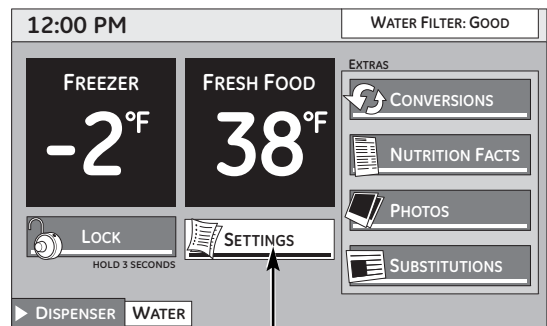 12:00 PM
WATER FILTER: GOOD
FREEZER
-2°F
FRESH FOOD
38°F
LOCK
HOLD 3 SECONDS
SETTINGS
EXTRAS
CONVERSIONS
NUTRITION FACTS
PHOTOS
SUBSTITUTIONS
DISPENSER WATER